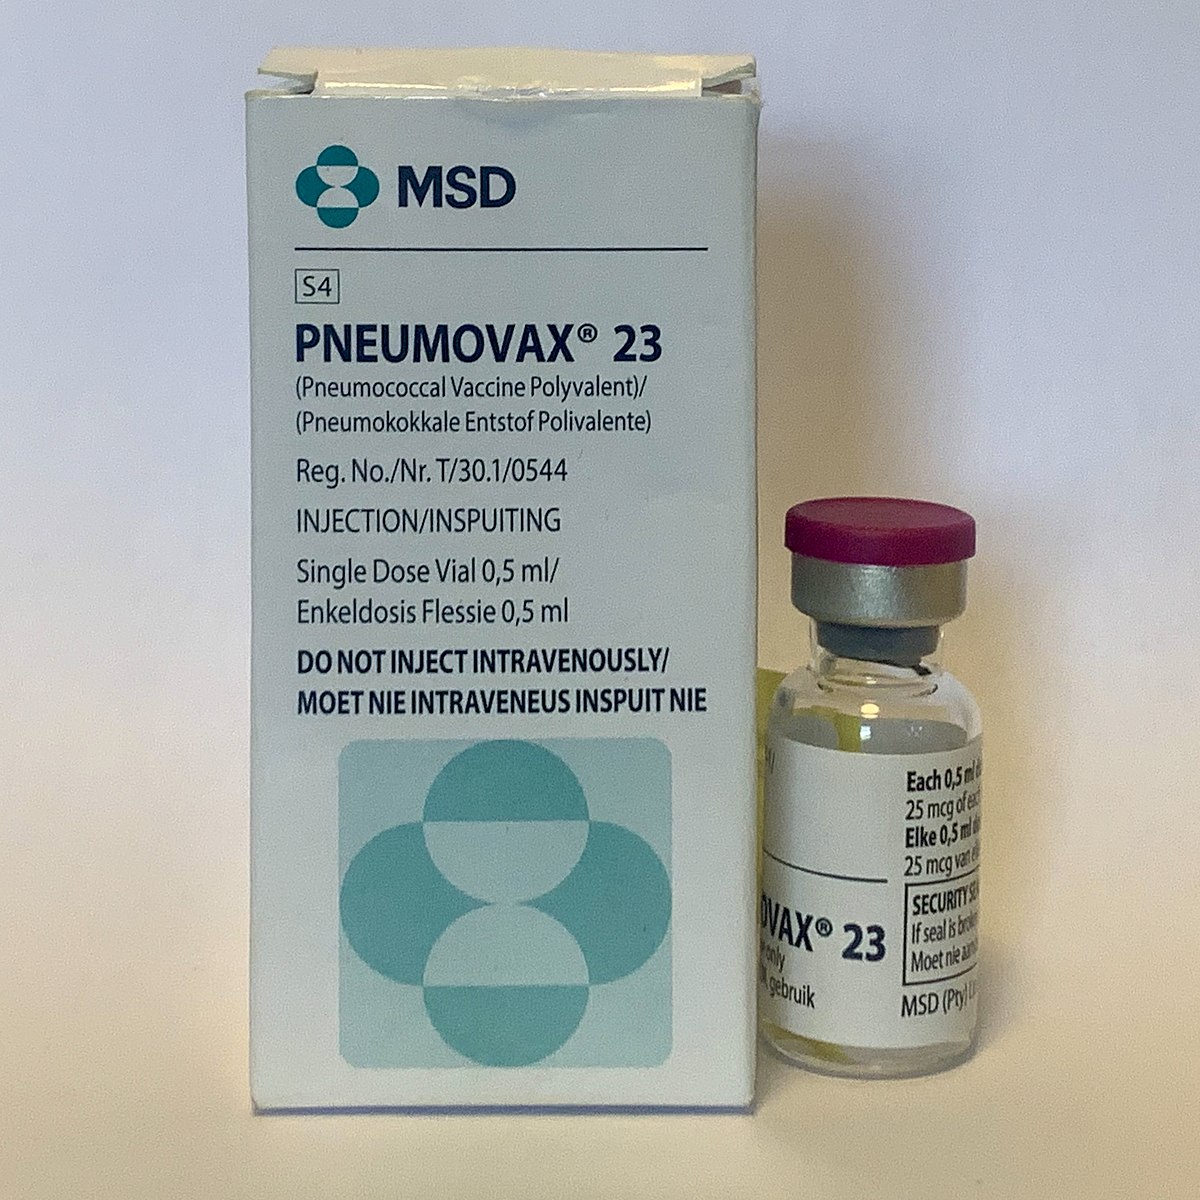 MSD
S4
PNEUMOVAX® 23
(Pneumococcal Vaccine Polyvalent)/
(Pneumokokkale Entstof Polivalente)
Reg. No./Nr. T/30.1/0544
INJECTION/INSPUITING
Single Dose Vial 0,5 ml/
Enkeldosis Flessie 0,5 ml
DO NOT INJECT INTRAVENOUSLY/
MOET NIE INTRAVENEUS INSPUIT NIE
OVAX® 23
only
gebruik
Each 0,5 ml
25 mcg of
Elke 0,5 ml
25 mcg van
SECURITY
If seal is
Moet nie
MSD (Pty)